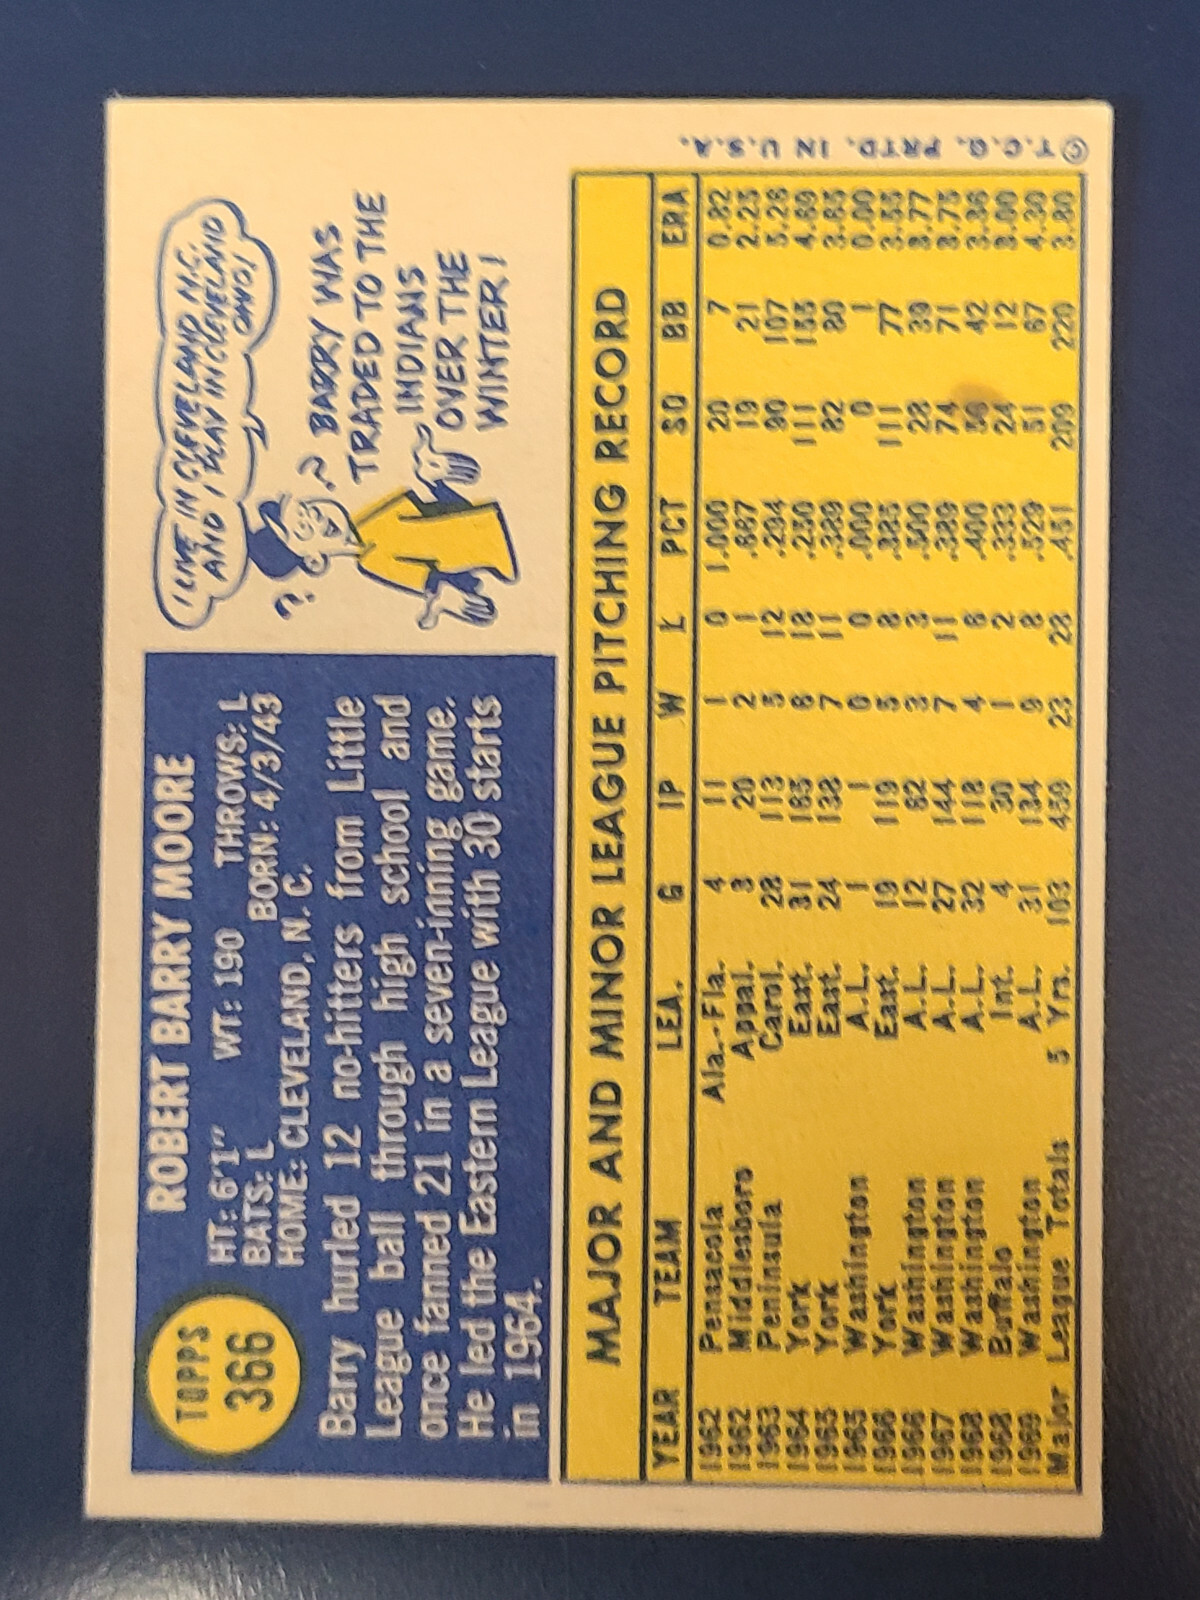 TOPPS
366
ROBERT BARRY MOORE
HT: 6'1" WT: 190 THROWS: L
BATS: L BORN: 4/3/43
HOME: CLEVELAND, N. C.
Barry hurled 12 no-hitters from Little
League ball through high school and
once fanned 21 in a seven-inning game.
He led the Eastern League with 30 starts
in 1964.
I LIVE IN CLEVELAND N.C.
AND I PLAY IN CLEVELAND
OHIO!
? ?
BARRY WAS
TRADED TO THE
INDIANS
OVER THE
WINTER!
MAJOR AND MINOR LEAGUE PITCHING RECORD
YEAR TEAM LEA. G IP W L PCT SO BB ERA
1962 Pensacola Ala.-Fla. 4 11 1 0 1.000 20 7 0.82
1962 Middlesboro Appal. 3 20 2 1 .667 19 21 2.25
1963 Peninsula Carol. 28 113 5 12 .294 90 107 5.26
1964 York East. 31 185 6 18 .250 111 155 4.69
1965 York East. 24 138 7 11 .389 82 80 3.65
1965 Washington A.L. 1 1 0 0 .000 0 1 0.00
1966 York East. 19 119 5 8 .385 111 77 3.55
1966 Washington A.L. 12 62 3 3 .500 28 39 3.77
1967 Washington A.L. 27 144 7 11 .389 74 71 3.75
1968 Washington A.L. 32 118 4 6 .400 56 42 3.36
1968 Buffalo Int. 4 30 1 2 .333 24 12 3.00
1969 Washington A.L. 31 134 9 8 .529 51 67 4.30
Major League Totals 5 Yrs. 103 459 23 28 .451 209 220 3.80
©T.C.G. PRTD. IN U.S.A.